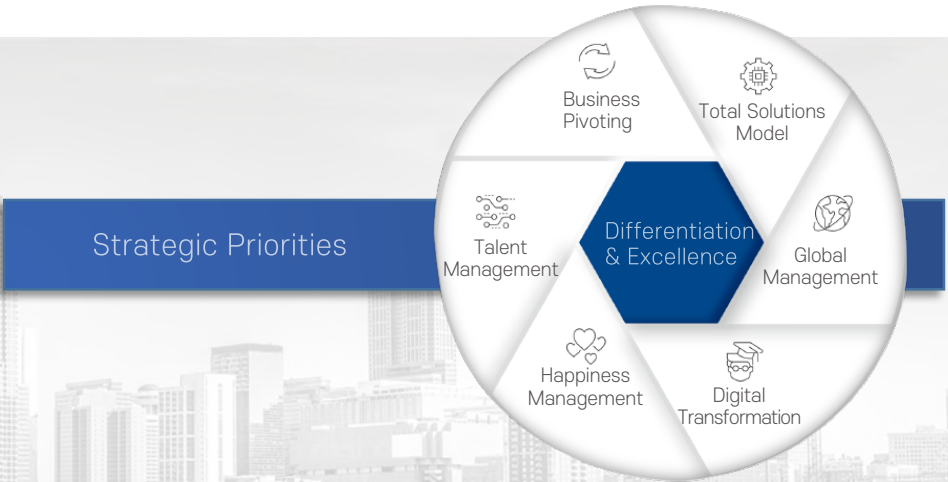 Strategic Priorities
Business
Pivoting
Total Solutions
Model
Talent
Management
Differentiation
& Excellence
Global
Management
Happiness
Management
Digital
Transformation